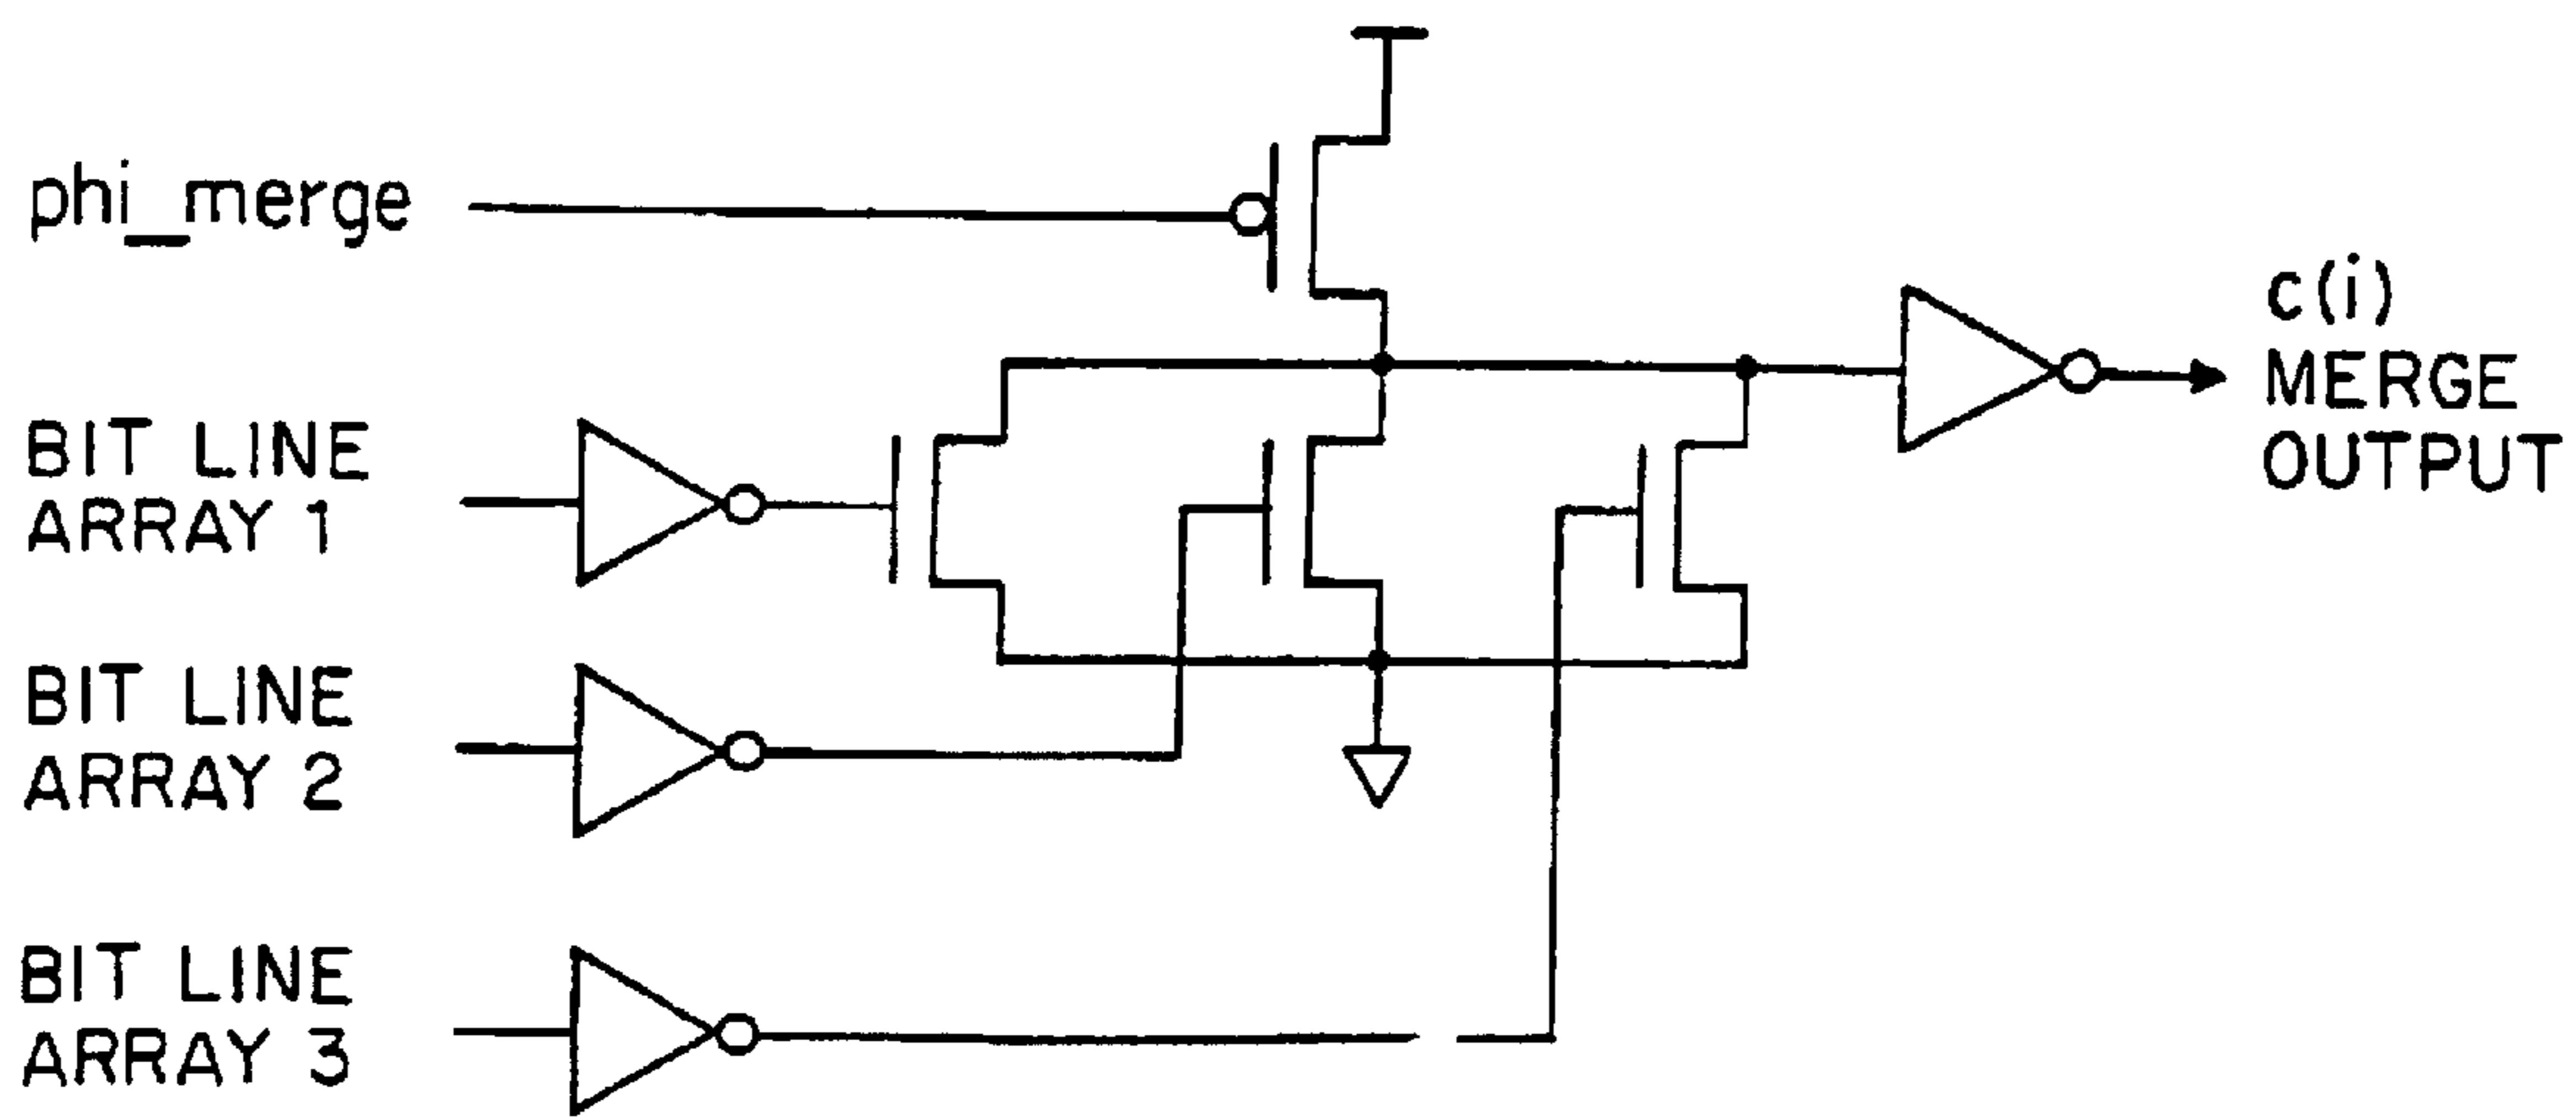 phi_merge
BIT LINE
ARRAY 1
BIT LINE
ARRAY 2
BIT LINE
ARRAY 3
c(i)
MERGE
OUTPUT